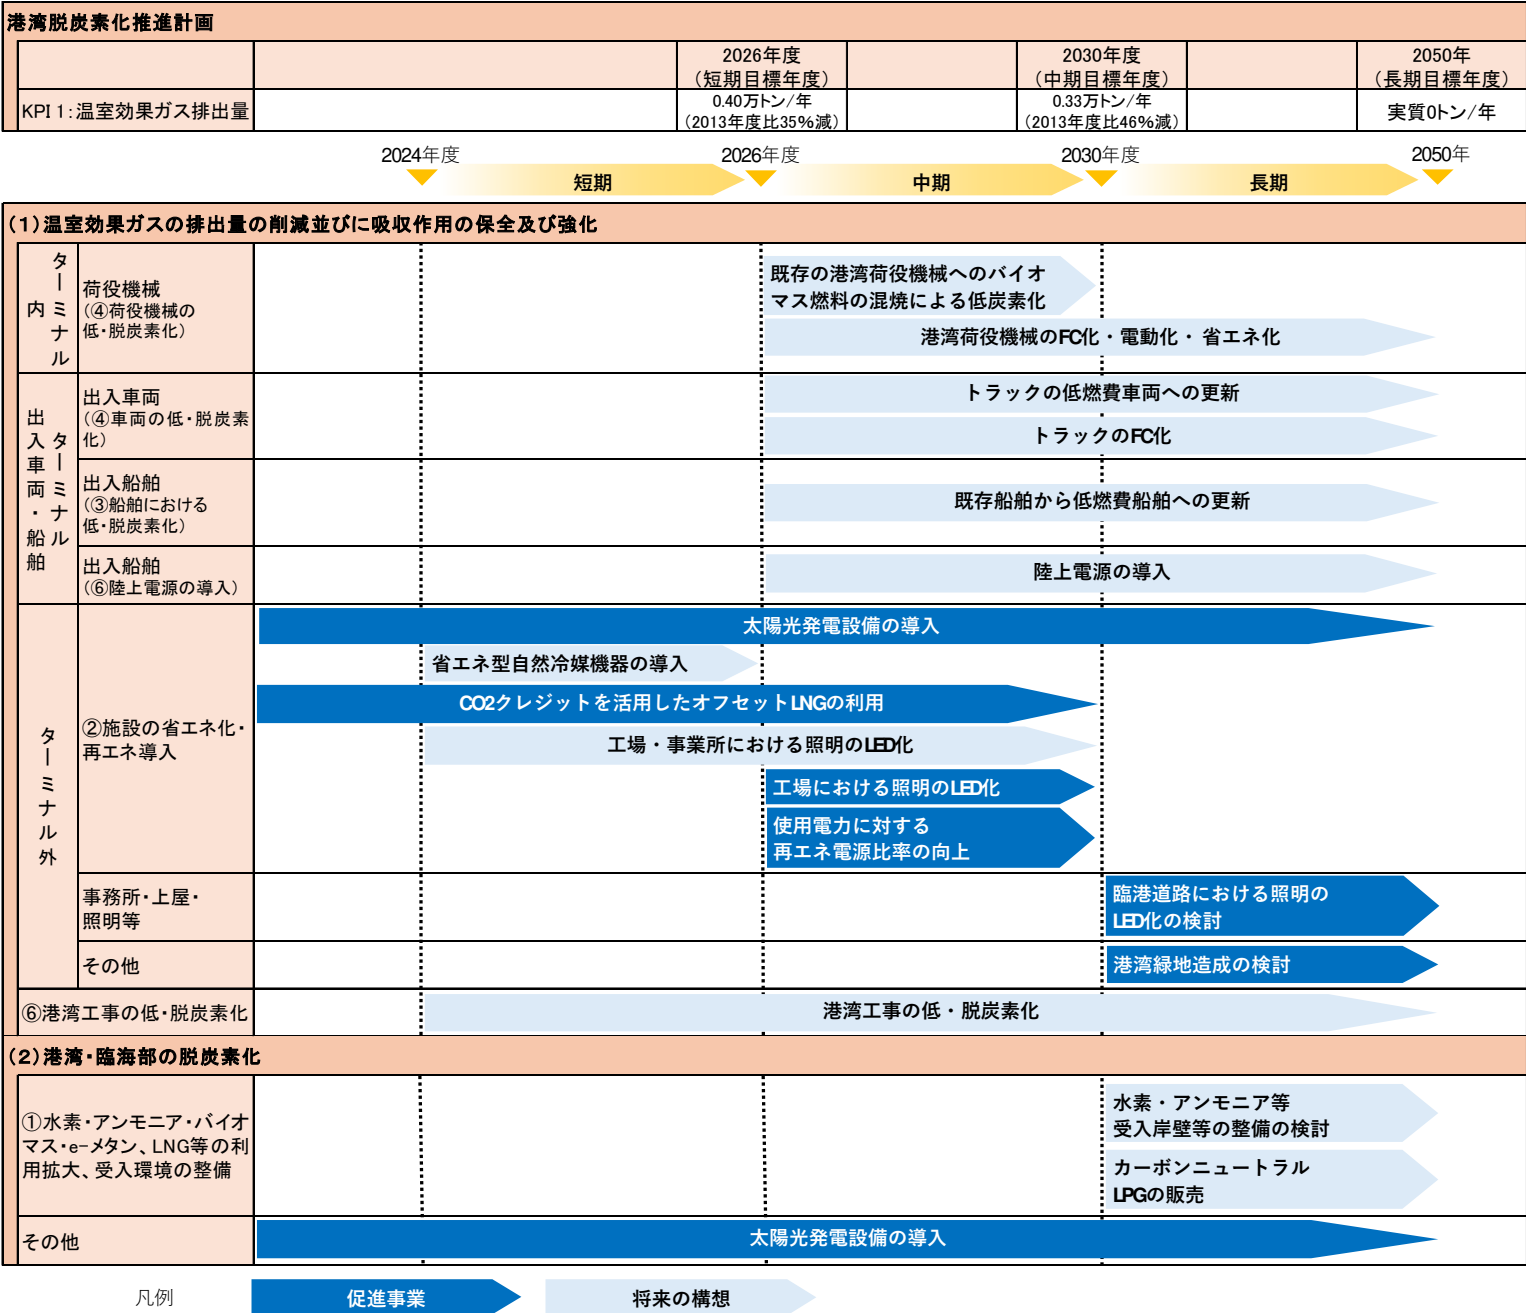 港湾脱炭素化推進計画
2026年度
（短期目標年度）
2030年度
（中期目標年度）
2050年
（長期目標年度）
KPI 1：温室効果ガス排出量
0.40万トン/年
（2013年度比35%減）
0.33万トン/年
（2013年度比46%減）
実質0トン/年
2024年度
2026年度
2030年度
2050年
短期
中期
長期
（1）温室効果ガスの排出量の削減並びに吸収作用の保全及び強化
ターミナル
内
荷役機械
（④荷役機械の
低・脱炭素化）
既存の港湾荷役機械へのバイオ
マス燃料の混焼による低炭素化
港湾荷役機械のFC化・電動化・ 省エネ化
ターミナル
出入車両・船舶
出入車両
（④車両の低・脱炭素
化）
トラックの低燃費車両への更新
トラックのFC化
出入船舶
（③船舶における
低・脱炭素化）
既存船舶から低燃費船舶への更新
出入船舶
（⑥陸上電源の導入）
陸上電源の導入
ターミナル外
②施設の省エネ化・
再エネ導入
太陽光発電設備の導入
省エネ型自然冷媒機器の導入
CO2クレジットを活用したオフセットLNGの利用
工場・事業所における照明のLED化
工場における照明のLED化
使用電力に対する
再エネ電源比率の向上
事務所・上屋・
照明等
臨港道路における照明の
LED化の検討
その他
港湾緑地造成の検討
⑥港湾工事の低・脱炭素化
港湾工事の低・脱炭素化
（2）港湾・臨海部の脱炭素化
①水素・アンモニア・バイオ
マス・e-メタン、LNG等の利
用拡大、受入環境の整備
水素・アンモニア等
受入岸壁等の整備の検討
カーボンニュートラル
LPGの販売
その他
太陽光発電設備の導入
凡例
促進事業
将来の構想